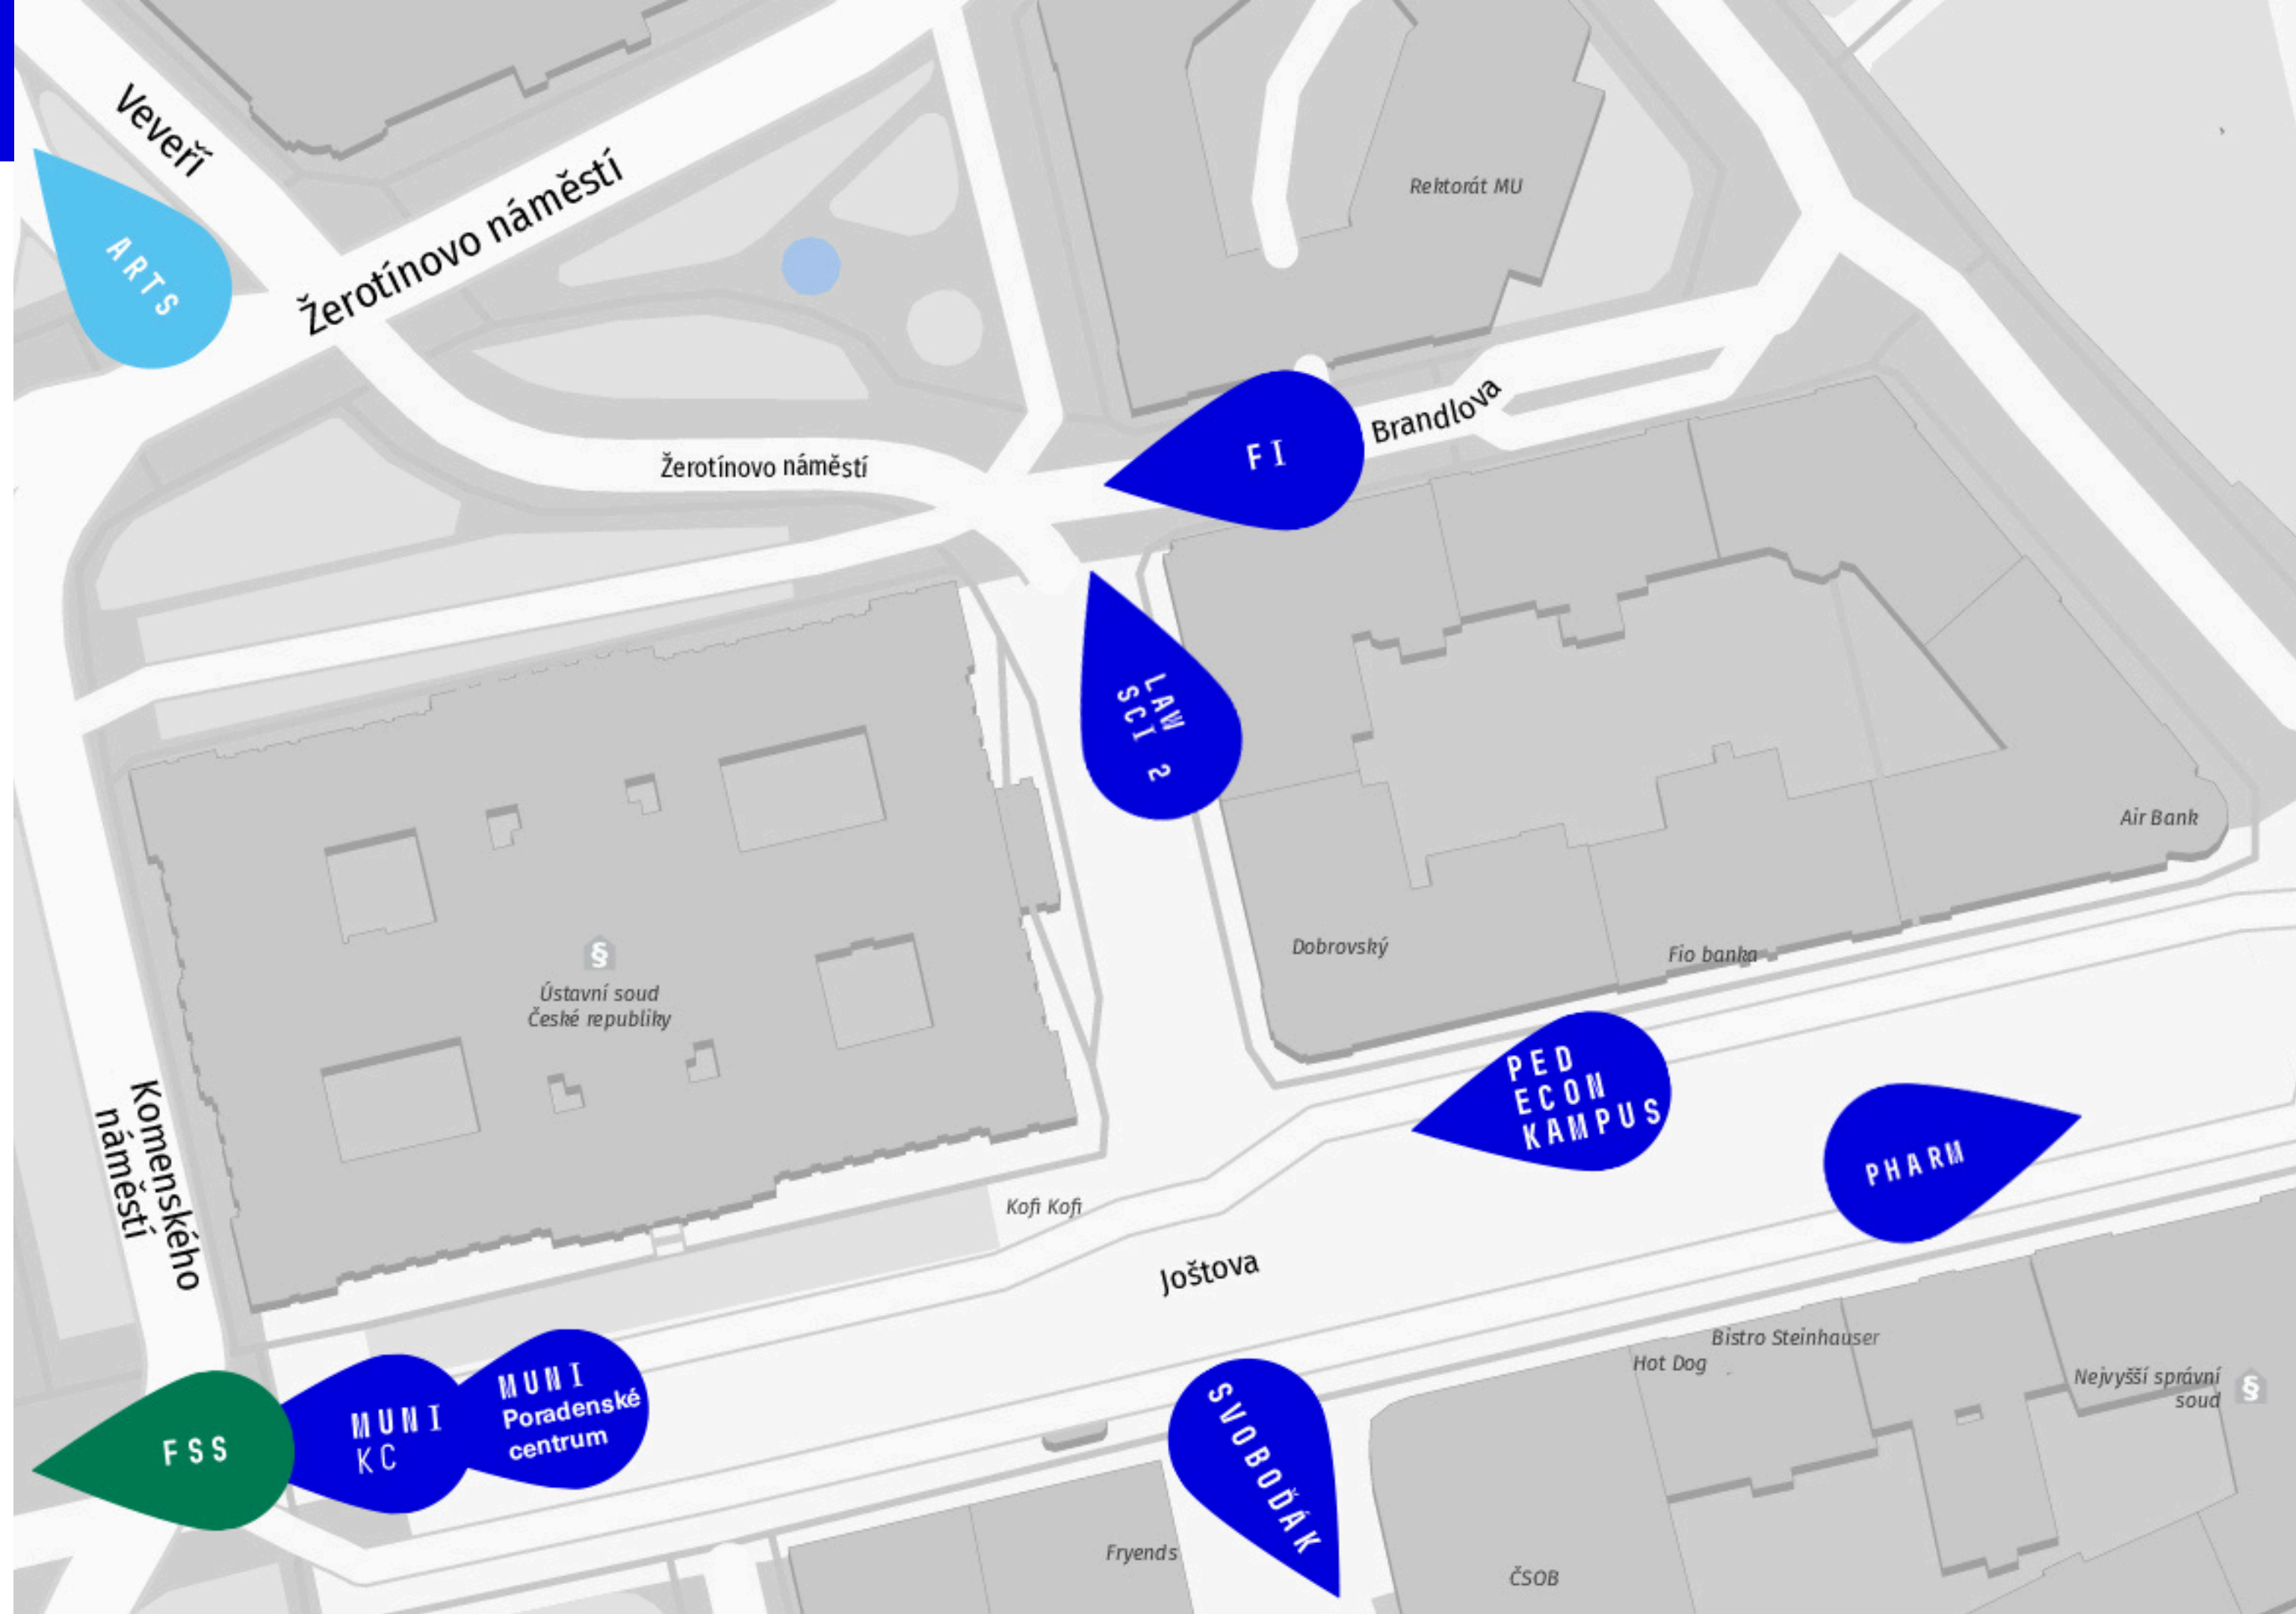 Veveří
Žerotínovo náměstí
Rektorát MU
ARTS
Brandlova
FI
Žerotínovo náměstí
LAW
SCI 2
Air Bank
Dobrovský
Fio banka
§
Ústavní soud
České republiky
PED
ECON
KAMPUS
PHARM
Komenského
náměstí
Kofi Kofi
Joštova
Bistro Steinhauser
Hot Dog
Nejvyšší správní
soud
§
MUNI
Poradenské
centrum
MUNI
KC
FSS
SVOBOĎÁK
Fryends
ČSOB